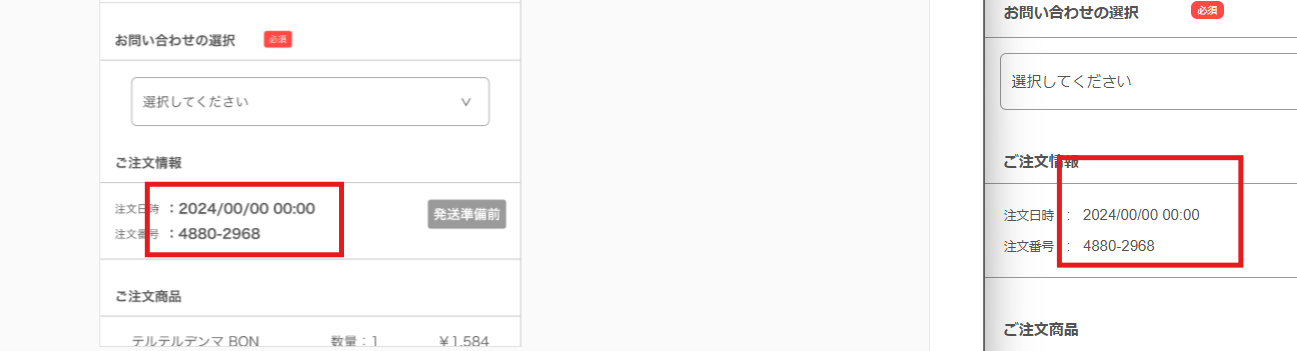 お問い合わせの選択 必須
選択してください
ご注文情報
注文日時 ：2024/00/00 00:00
発送準備前
注文番号 ：4880-2968
ご注文商品
テルテルデンマ BON 数量：1 ￥1,584
お問い合わせの選択 必須
選択してください
ご注文情報
注文日時 ： 2024/00/00 00:00
注文番号 ： 4880-2968
ご注文商品